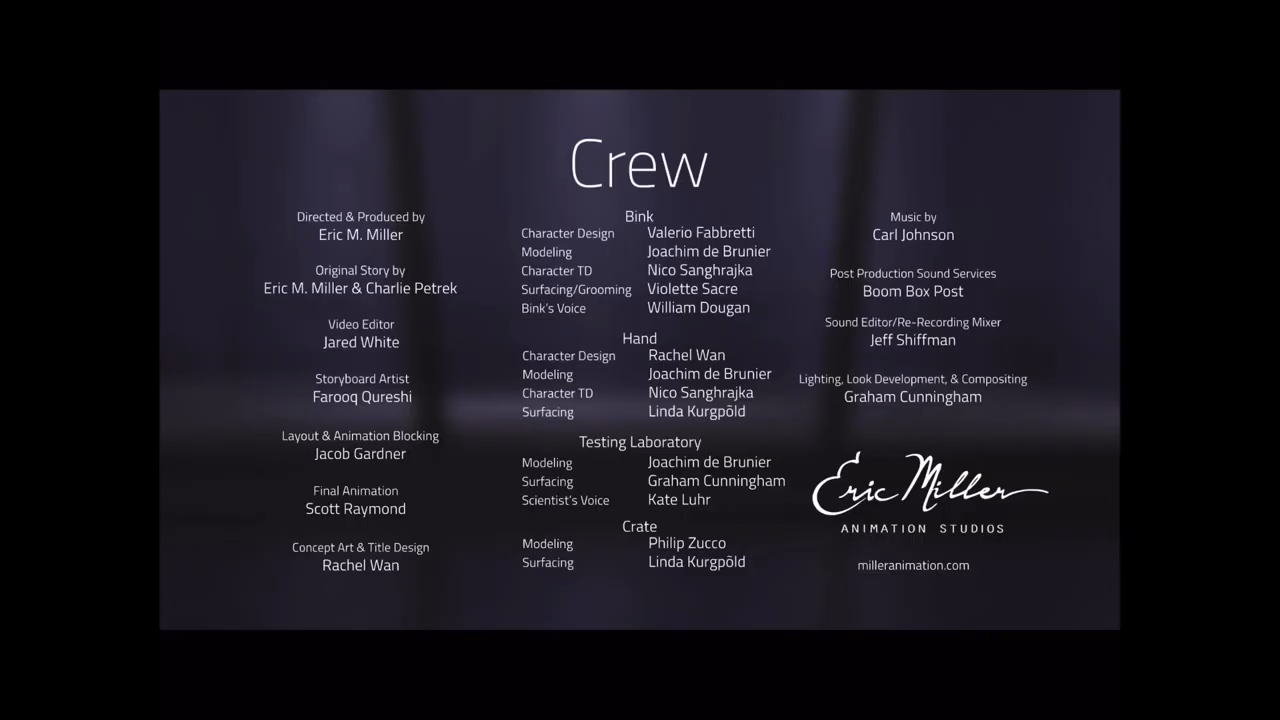 Crew
Directed & Produced by
Eric M. Miller
Original Story by
Eric M. Miller & Charlie Petrek
Video Editor
Jared White
Storyboard Artist
Farooq Qureshi
Layout & Animation Blocking
Jacob Gardner
Final Animation
Scott Raymond
Concept Art & Title Design
Rachel Wan
Bink
Character Design Valerio Fabbretti
Modeling Joachim de Brunier
Character TD Nico Sanghrajka
Surfacing/Grooming Violette Sacre
Bink's Voice William Dougan
Hand
Character Design Rachel Wan
Modeling Joachim de Brunier
Character TD Nico Sanghrajka
Surfacing Linda Kurgpõld
Testing Laboratory
Modeling Joachim de Brunier
Surfacing Graham Cunningham
Scientist's Voice Kate Luhr
Crate
Modeling Philip Zucco
Surfacing Linda Kurgpõld
Music by
Carl Johnson
Post Production Sound Services
Boom Box Post
Sound Editor/Re-Recording Mixer
Jeff Shiffman
Lighting, Look Development, & Compositing
Graham Cunningham
Eric Miller
ANIMATION STUDIOS
milleranimation.com